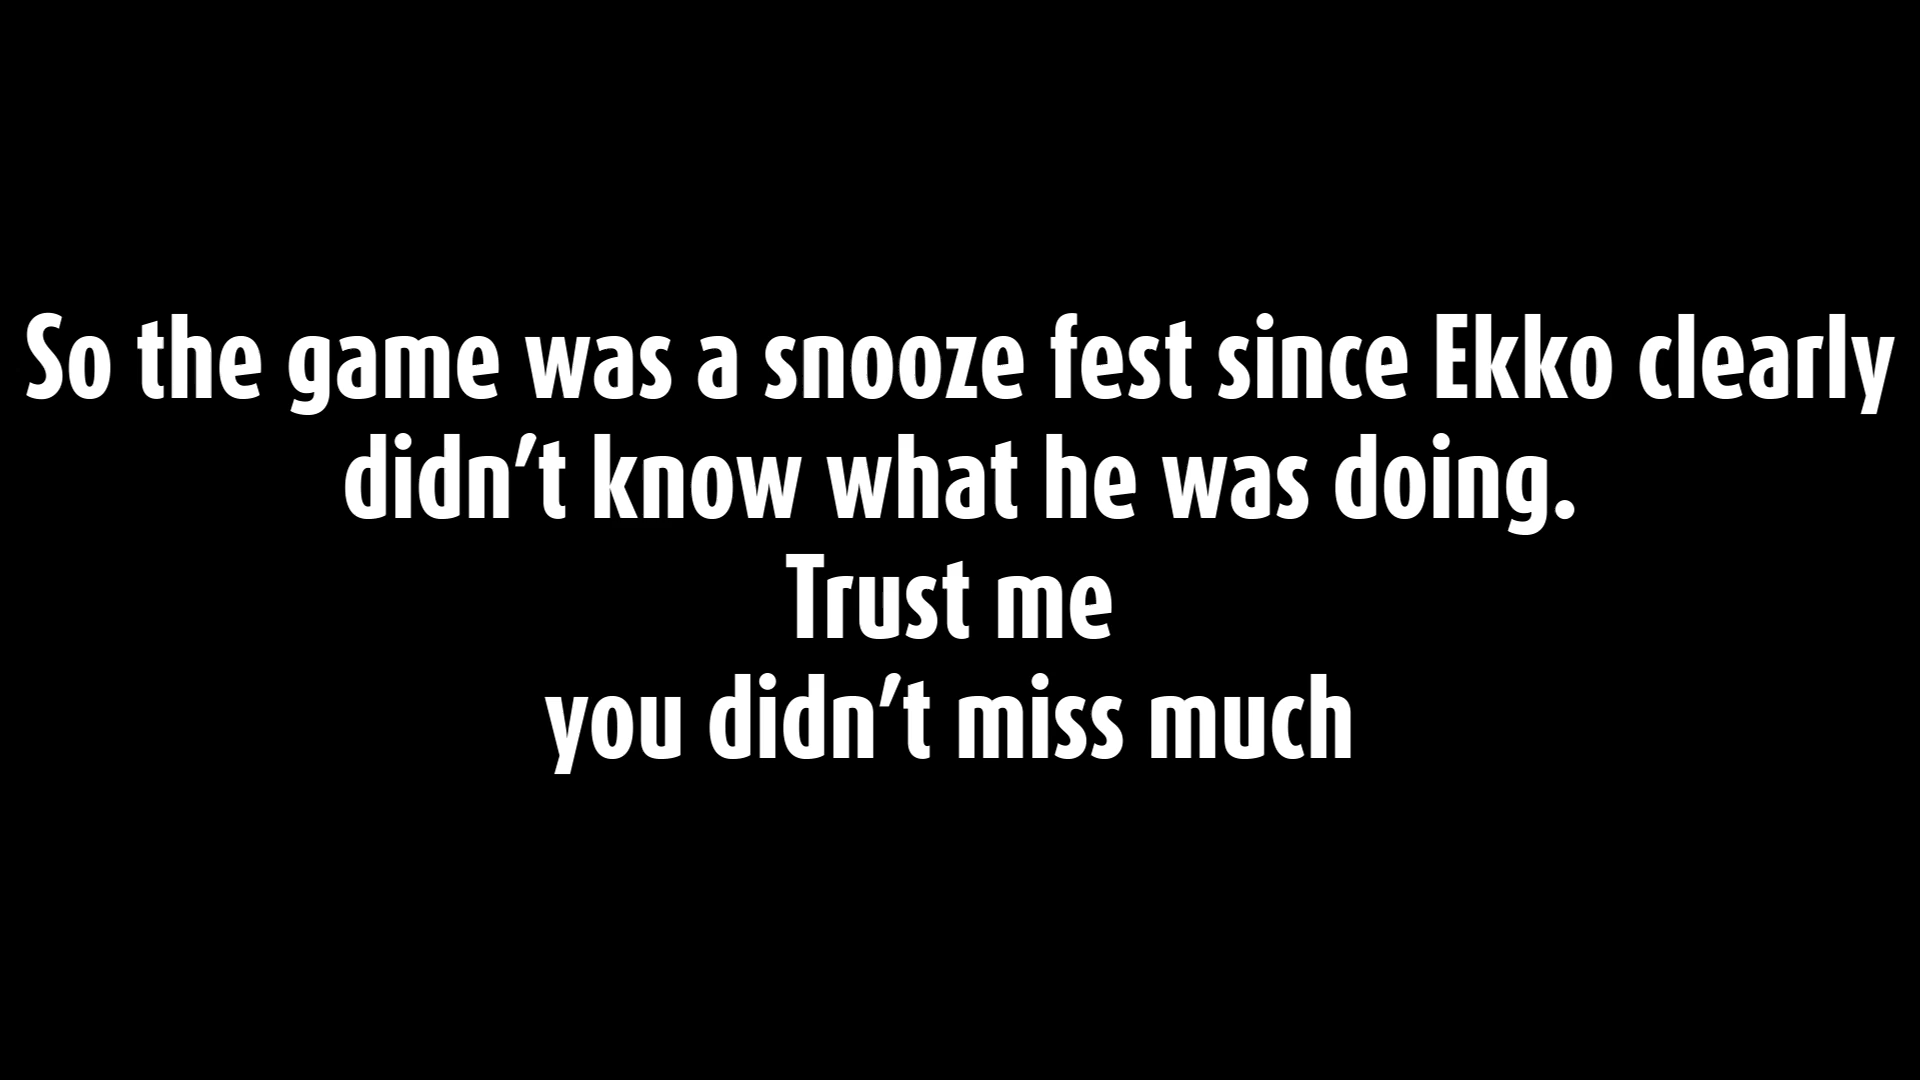 So the game was a snooze fest since Ekko clearly
didn’t know what he was doing.
Trust me
you didn’t miss much